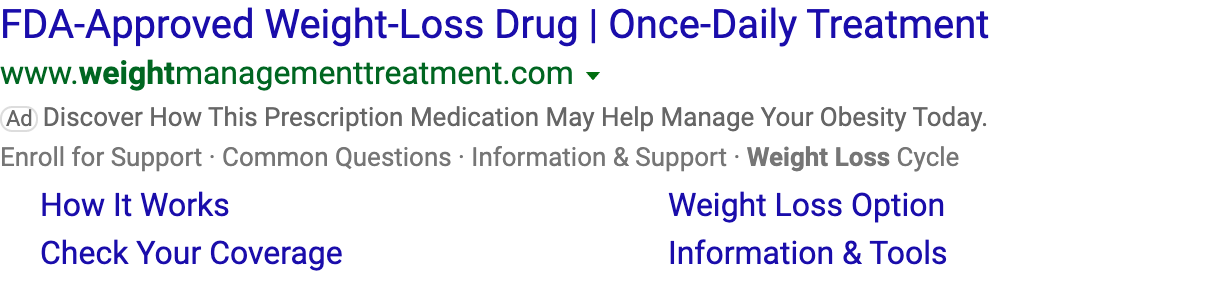 FDA-Approved Weight-Loss Drug | Once-Daily Treatment
www.weightmanagementtreatment.com
Ad Discover How This Prescription Medication May Help Manage Your Obesity Today.
Enroll for Support · Common Questions · Information & Support · Weight Loss Cycle
How It Works Weight Loss Option
Check Your Coverage Information & Tools